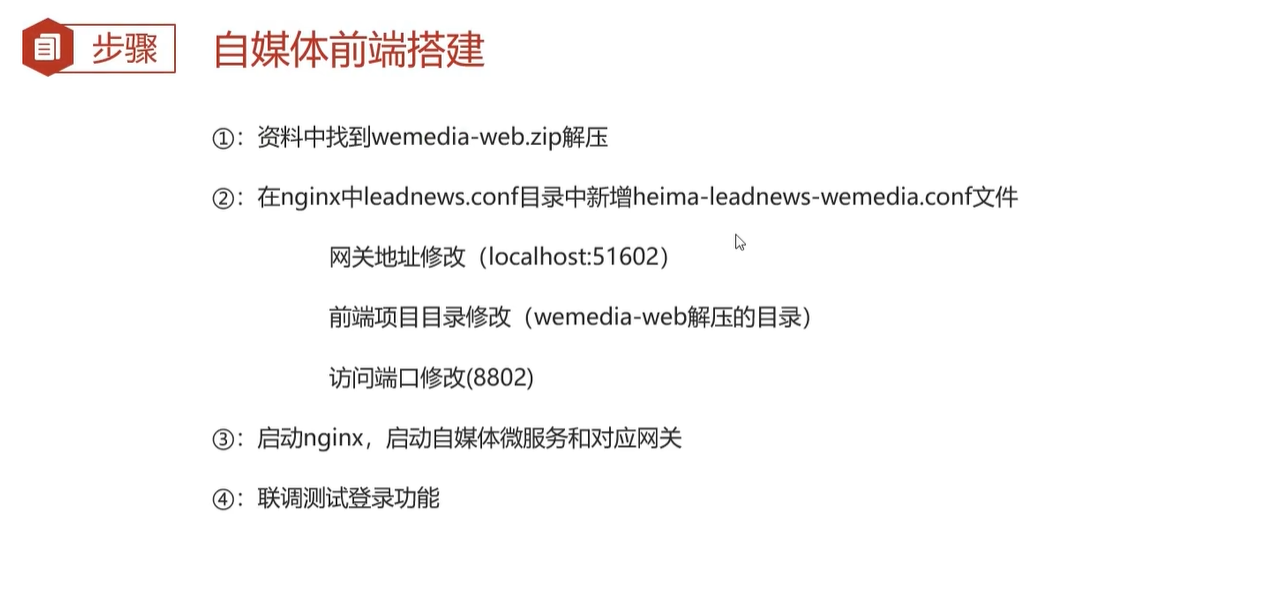 步骤
自媒体前端搭建
①：资料中找到wemedia-web.zip解压
②：在nginx中leadnews.conf目录中新增heima-leadnews-wemedia.conf文件
网关地址修改（localhost:51602）
前端项目目录修改（wemedia-web解压的目录）
访问端口修改(8802)
③：启动nginx，启动自媒体微服务和对应网关
④：联调测试登录功能